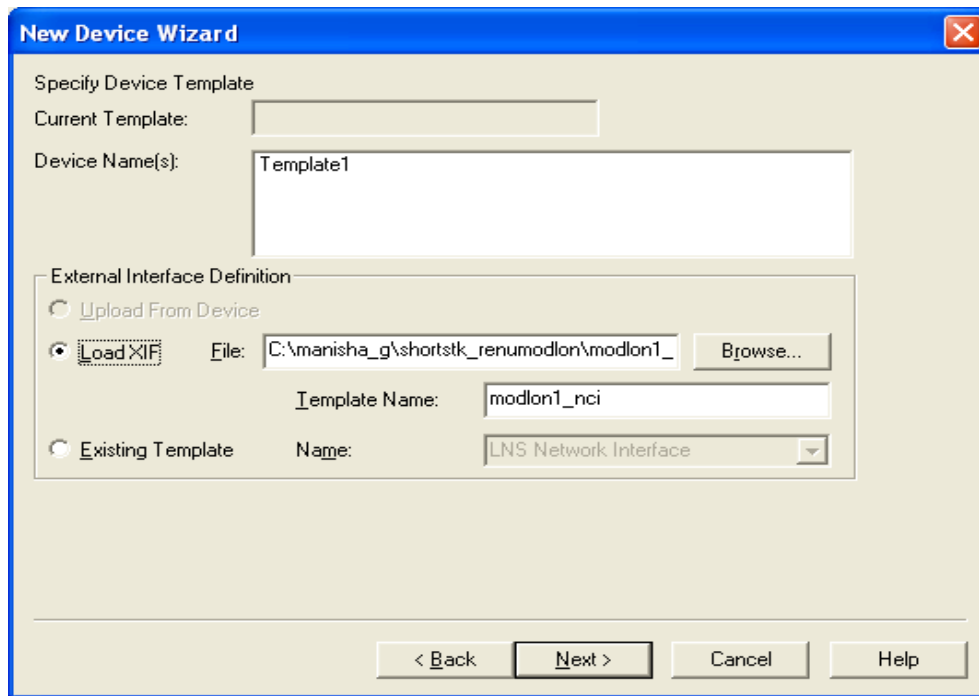 New Device Wizard
Specify Device Template
Current Template:
Device Name(s):
Template1
External Interface Definition
Upload From Device
Load XIF File: C:\manisha_g\shortstk_renumodlon\modlon1_ Browse...
Template Name: modlon1_nci
Existing Template Name: LNS Network Interface
< Back Next > Cancel Help